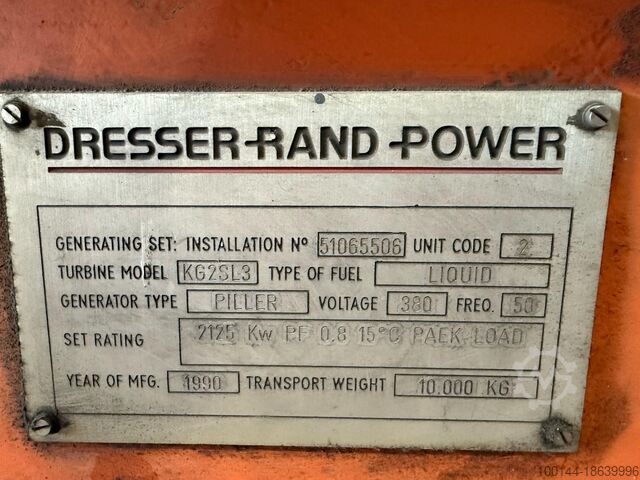 DRESSER-RAND POWER
GENERATING SET: INSTALLATION Nº 51065506 UNIT CODE 2
TURBINE MODEL KG2SL3 TYPE OF FUEL LIQUID
GENERATOR TYPE PILLER VOLTAGE 380 FREQ. 50
SET RATING 2125 Kw PF 0.8 15°C PAEK LOAD
YEAR OF MFG. 1990 TRANSPORT WEIGHT 10.000 KG
100144-18639996